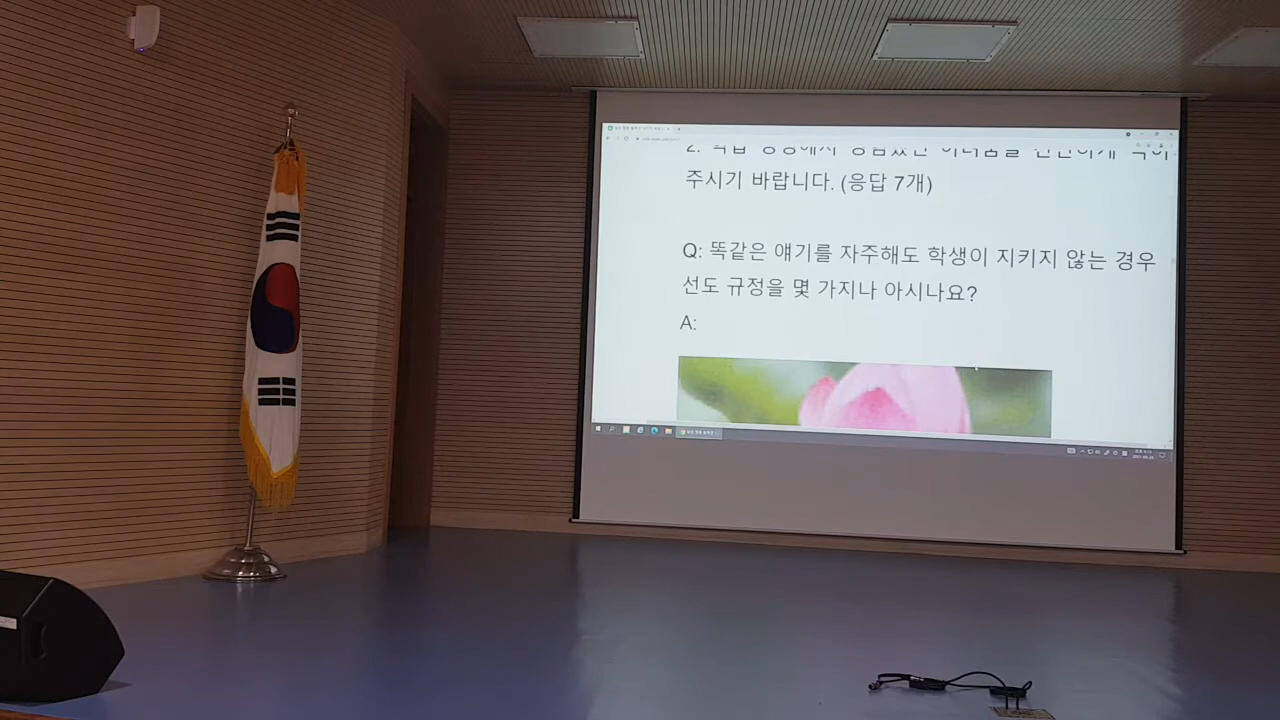 주시기 바랍니다. (응답 7개)
Q: 똑같은 얘기를 자주해도 학생이 지키지 않는 경우
선도 규정을 몇 가지나 아시나요?
A: